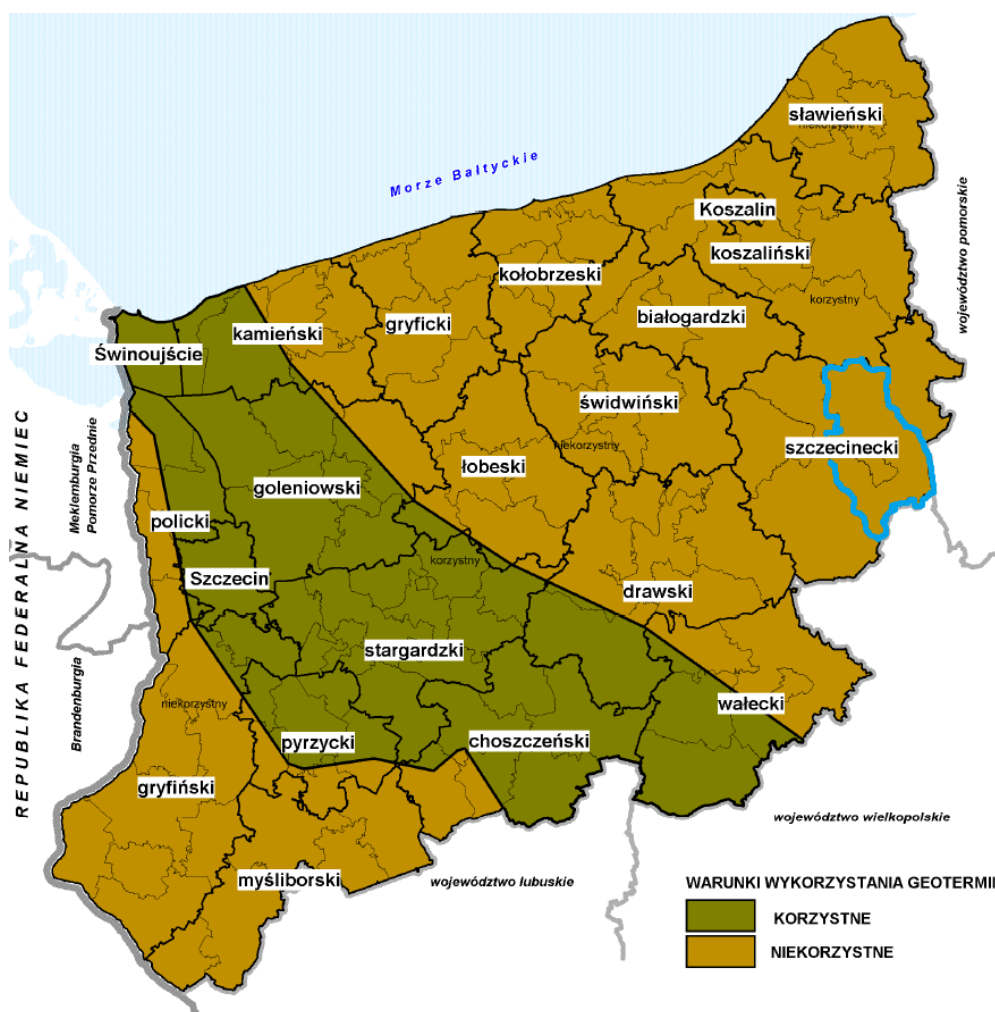 sławieński
niekorzystny
Morze Bałtyckie
województwo pomorskie
Koszalin
koszaliński
kołobrzeski
korzystny
białogardzki
gryficki
kamieński
Świnoujście
świdwiński
niekorzystny
szczecinecki
łobeski
REPUBLIKA FEDERALNA NIEMIEC
Meklemburgia
Pomorze Przednie
goleniowski
policki
korzystny
Szczecin
drawski
stargardzki
Brandenburgia
niekorzystny
wałecki
pyrzycki
choszczeński
gryfiński
województwo wielkopolskie
myśliborski
województwo lubuskie
WARUNKI WYKORZYSTANIA GEOTERMII
KORZYSTNE
NIEKORZYSTNE